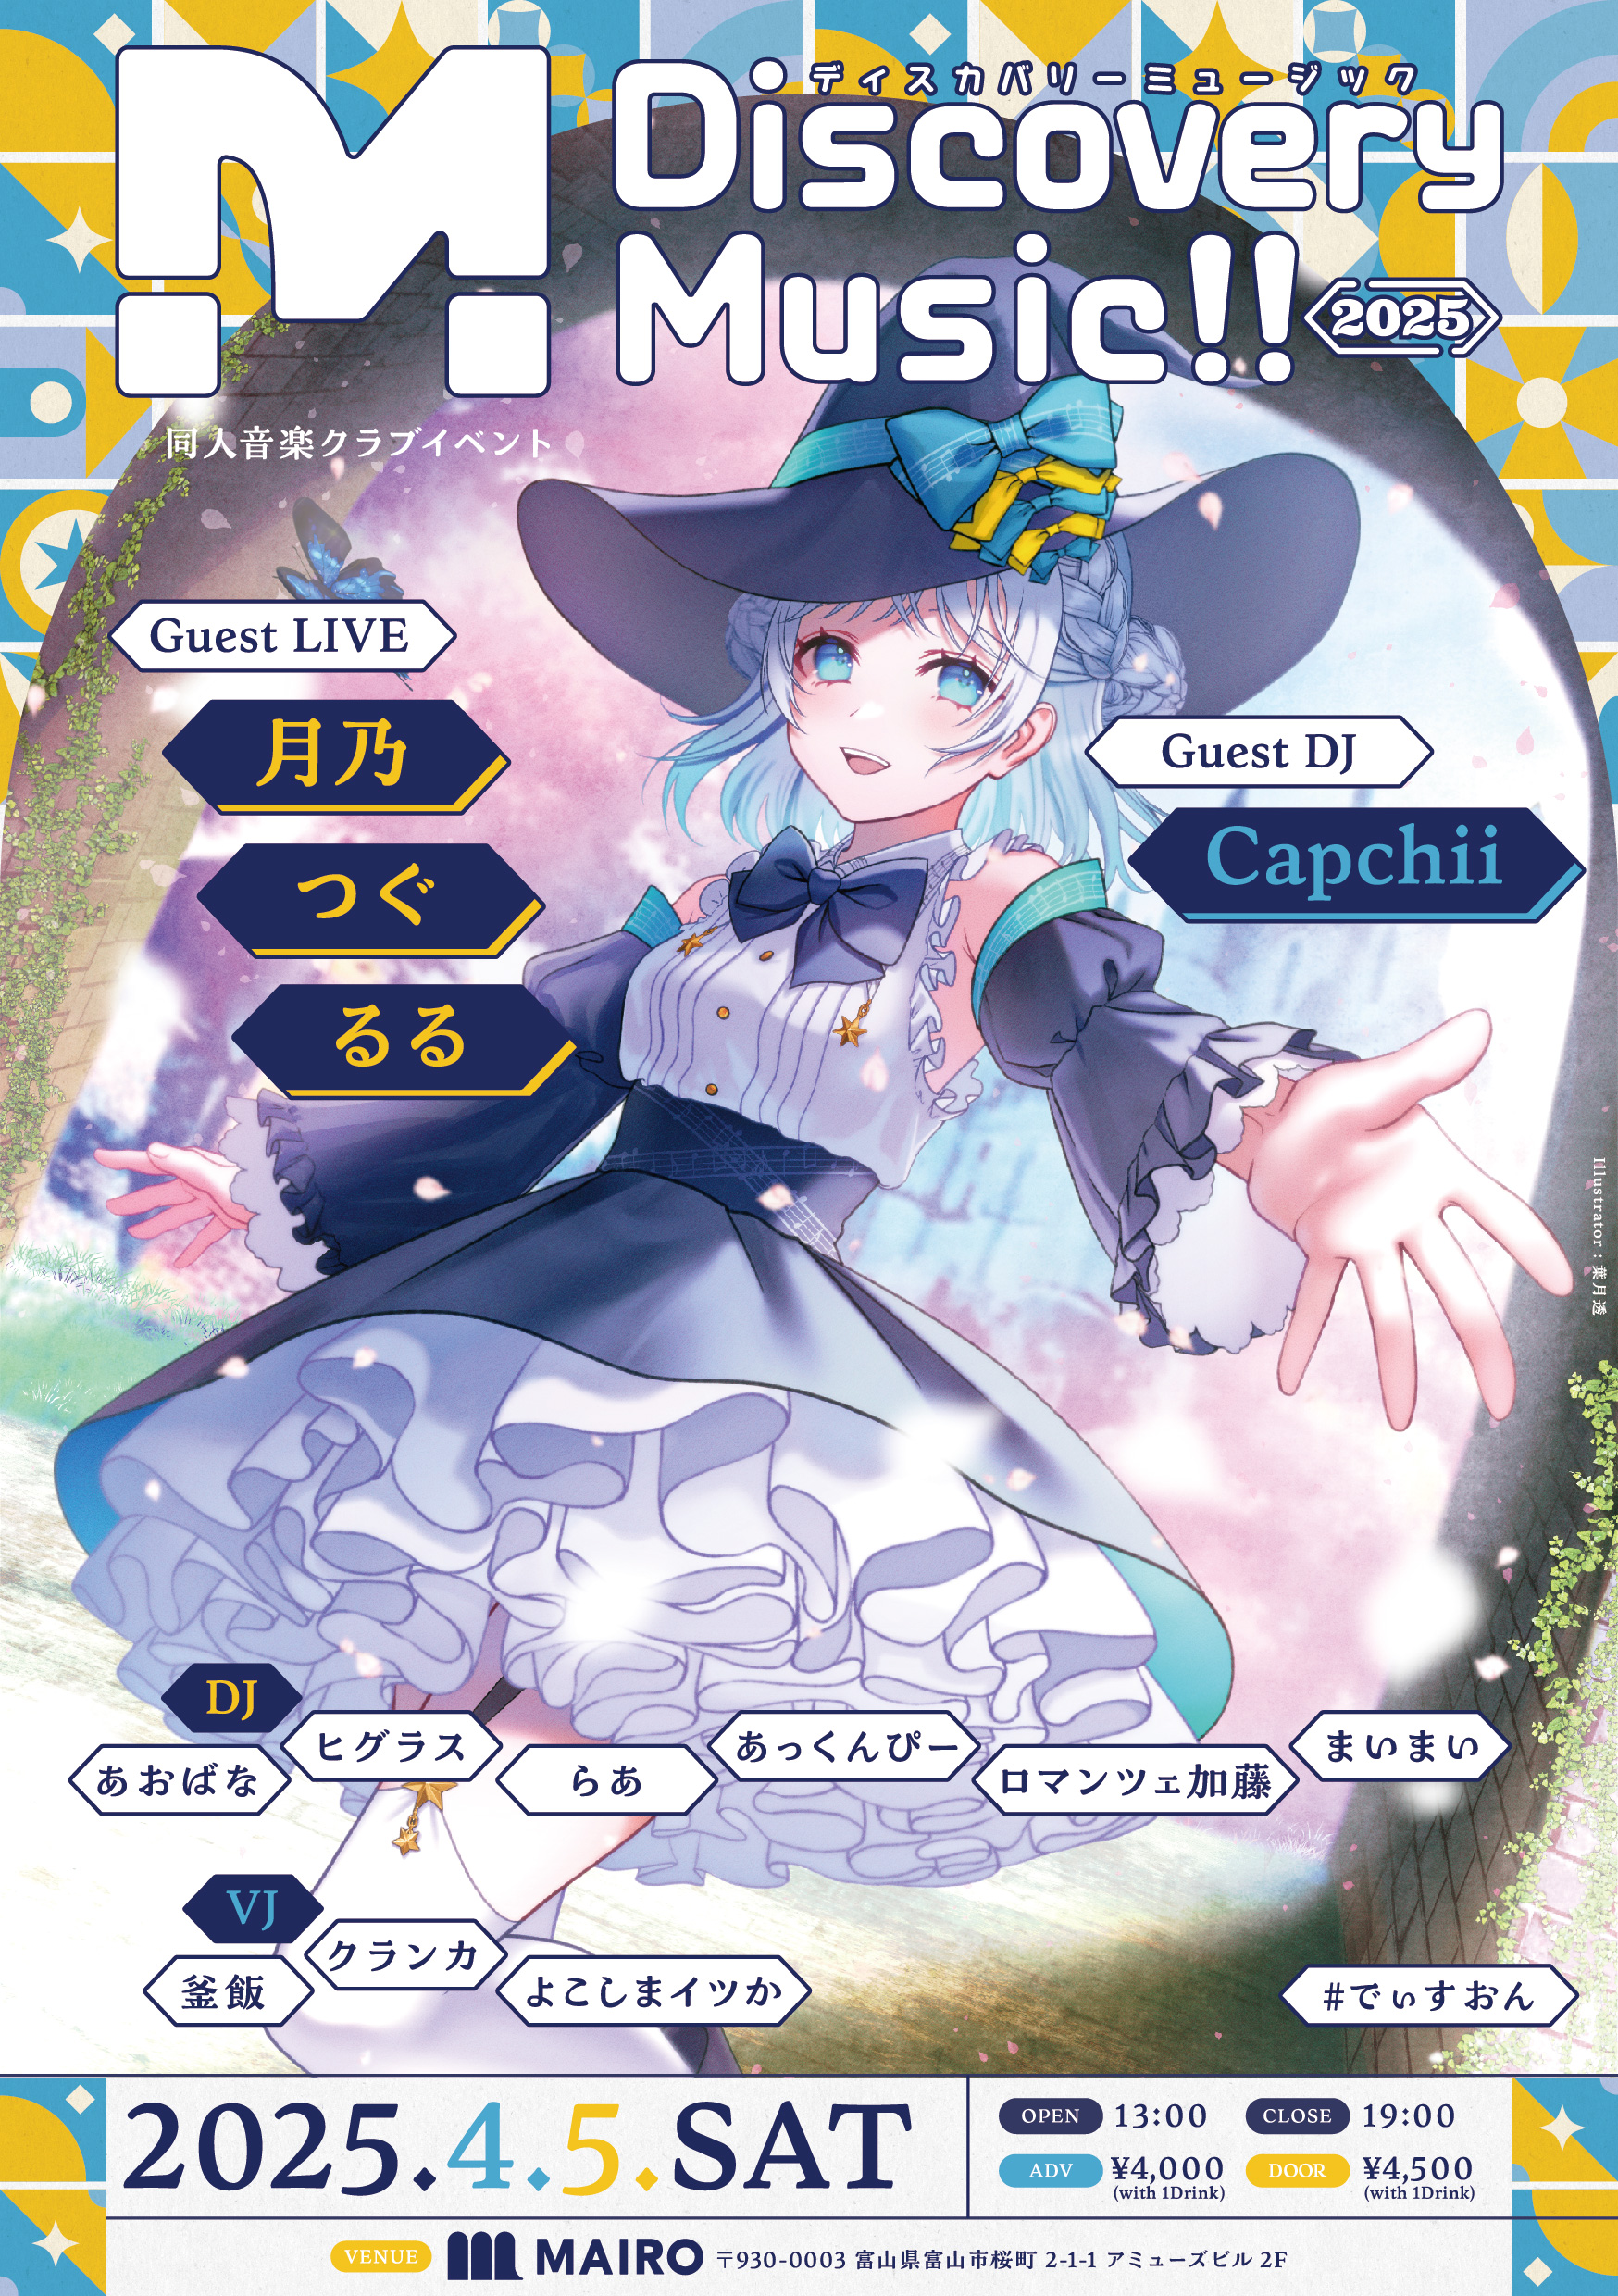 M
ディスカバリーミュージック
Discovery
Music!!
2025
同人音楽クラブイベント
Guest LIVE
月乃
つぐ
るる
Guest DJ
Capchii
Illustrator : 葉月透
DJ
あおばな
ヒグラス
らあ
あっくんぴー
ロマンツェ加藤
まいまい
VJ
釜飯
クランカ
よこしまイツか
#でぃすおん
2025.4.5.SAT
OPEN 13:00 CLOSE 19:00
ADV ¥4,000 (with 1Drink) DOOR ¥4,500 (with 1Drink)
VENUE MAIRO 〒930-0003 富山県富山市桜町 2-1-1 アミューズビル 2F